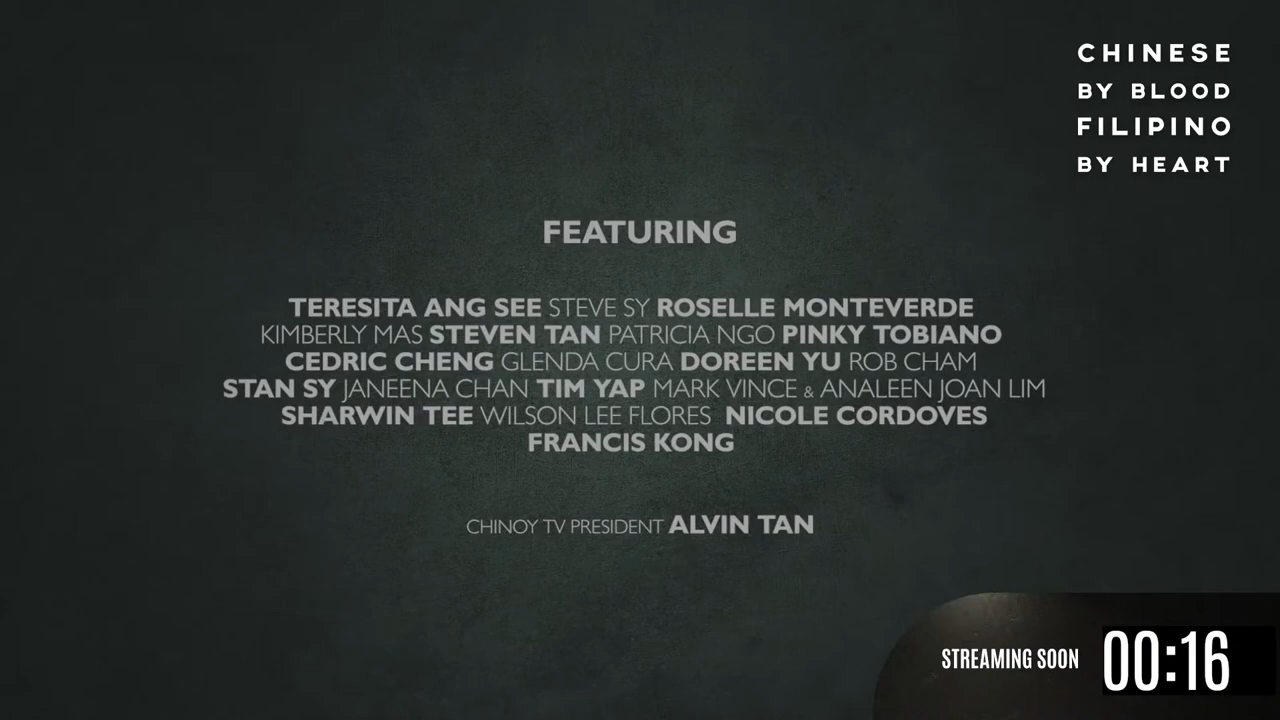 CHINESE
BY BLOOD
FILIPINO
BY HEART
FEATURING
TERESITA ANG SEE STEVE SY ROSELLE MONTEVERDE
KIMBERLY MAS STEVEN TAN PATRICIA NGO PINKY TOBIANO
CEDRIC CHENG GLENDA CURA DOREEN YU ROB CHAM
STAN SY JANEENA CHAN TIM YAP MARK VINCE & ANALEEN JOAN LIM
SHARWIN TEE WILSON LEE FLORES NICOLE CORDOVES
FRANCIS KONG
CHINOY TV PRESIDENT ALVIN TAN
STREAMING SOON 00:16